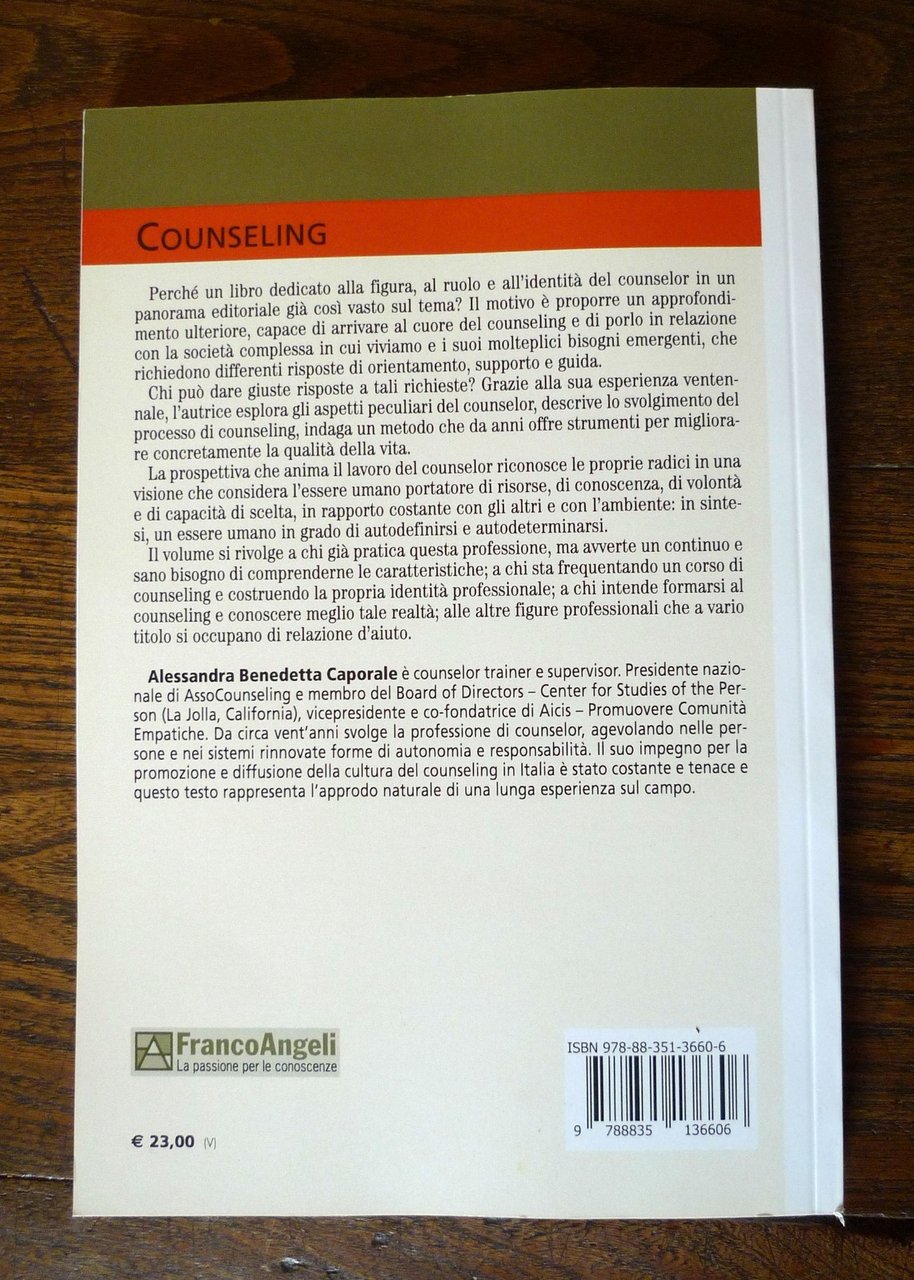 COUNSELING
Perché un libro dedicato alla figura, al ruolo e all'identità del counselor in un
panorama editoriale già così vasto sul tema? Il motivo è proporre un approfondi-
mento ulteriore, capace di arrivare al cuore del counseling e di porlo in relazione
con la società complessa in cui viviamo e i suoi molteplici bisogni emergenti, che
richiedono differenti risposte di orientamento, supporto e guida.
Chi può dare giuste risposte a tali richieste? Grazie alla sua esperienza venten-
nale, l'autrice esplora gli aspetti peculiari del counselor, descrive lo svolgimento del
processo di counseling, indaga un metodo che da anni offre strumenti per migliora-
re concretamente la qualità della vita.
La prospettiva che anima il lavoro del counselor riconosce le proprie radici in una
visione che considera l'essere umano portatore di risorse, di conoscenza, di volontà
e di capacità di scelta, in rapporto costante con gli altri e con l'ambiente: in sinte-
si, un essere umano in grado di autodefinirsi e autodeterminarsi.
Il volume si rivolge a chi già pratica questa professione, ma avverte un continuo e
sano bisogno di comprenderne le caratteristiche; a chi sta frequentando un corso di
counseling e costruendo la propria identità professionale; a chi intende formarsi al
counseling e conoscere meglio tale realtà; alle altre figure professionali che a vario
titolo si occupano di relazione d'aiuto.
Alessandra Benedetta Caporale è counselor trainer e supervisor. Presidente nazio-
nale di AssoCounseling e membro del Board of Directors – Center for Studies of the Per-
son (La Jolla, California), vicepresidente e co-fondatrice di Aicis – Promuovere Comunità
Empatiche. Da circa vent'anni svolge la professione di counselor, agevolando nelle per-
sone e nei sistemi rinnovate forme di autonomia e responsabilità. Il suo impegno per la
promozione e diffusione della cultura del counseling in Italia è stato costante e tenace e
questo testo rappresenta l'approdo naturale di una lunga esperienza sul campo.
FrancoAngeli
La passione per le conoscenze
€ 23,00 (V)
ISBN 978-88-351-3660-6
9 788835 136606